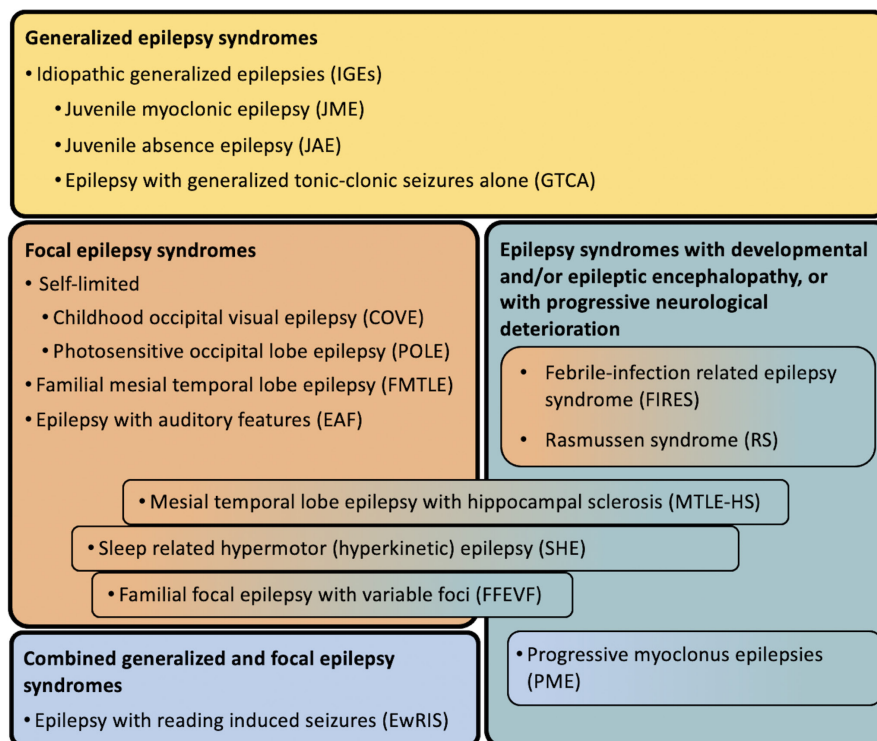 Generalized epilepsy syndromes
• Idiopathic generalized epilepsies (IGEs)
• Juvenile myoclonic epilepsy (JME)
• Juvenile absence epilepsy (JAE)
• Epilepsy with generalized tonic-clonic seizures alone (GTCA)
Focal epilepsy syndromes
• Self-limited
• Childhood occipital visual epilepsy (COVE)
• Photosensitive occipital lobe epilepsy (POLE)
• Familial mesial temporal lobe epilepsy (FMTLE)
• Epilepsy with auditory features (EAF)
Epilepsy syndromes with developmental
and/or epileptic encephalopathy, or
with progressive neurological
deterioration
• Febrile-infection related epilepsy
syndrome (FIRES)
• Rasmussen syndrome (RS)
• Mesial temporal lobe epilepsy with hippocampal sclerosis (MTLE-HS)
• Sleep related hypermotor (hyperkinetic) epilepsy (SHE)
• Familial focal epilepsy with variable foci (FFEVF)
Combined generalized and focal epilepsy
syndromes
• Epilepsy with reading induced seizures (EwRIS)
• Progressive myoclonus epilepsies
(PME)